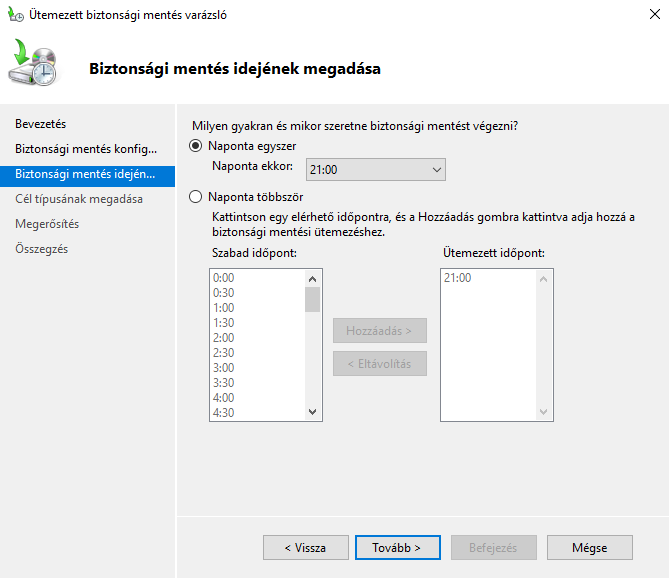 Ütemezett biztonsági mentés varázsló
Biztonsági mentés idejének megadása
Bevezetés
Biztonsági mentés konfig...
Biztonsági mentés idején...
Cél típusának megadása
Megerősítés
Összegzés
Milyen gyakran és mikor szeretne biztonsági mentést végezni?
Naponta egyszer
Naponta ekkor: 21:00
Naponta többször
Kattintson egy elérhető időpontra, és a Hozzáadás gombra kattintva adja hozzá a
biztonsági mentési ütemezéshez.
Szabad időpont:
0:00
0:30
1:00
1:30
2:00
2:30
3:00
3:30
4:00
4:30
Hozzáadás >
< Eltávolítás
Ütemezett időpont:
21:00
< Vissza
Tovább >
Befejezés
Mégse